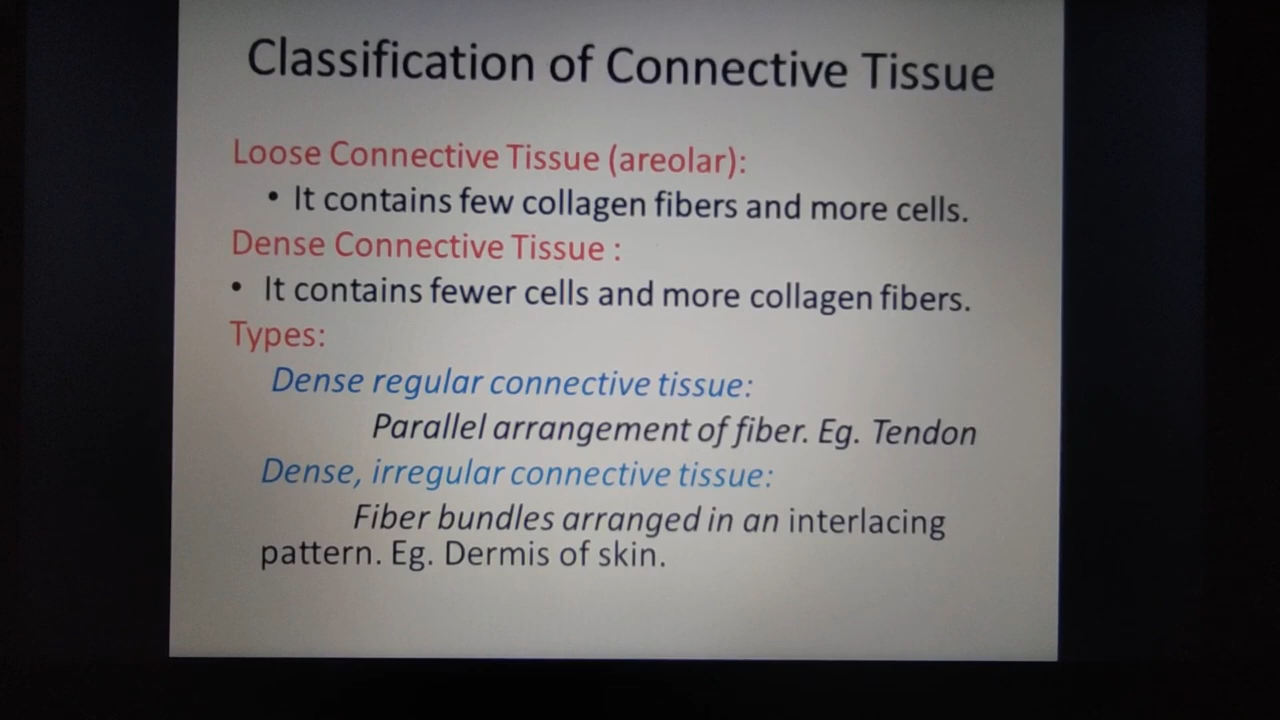 Classification of Connective Tissue
Loose Connective Tissue (areolar):
• It contains few collagen fibers and more cells.
Dense Connective Tissue :
• It contains fewer cells and more collagen fibers.
Types:
Dense regular connective tissue:
Parallel arrangement of fiber. Eg. Tendon
Dense, irregular connective tissue:
Fiber bundles arranged in an interlacing
pattern. Eg. Dermis of skin.